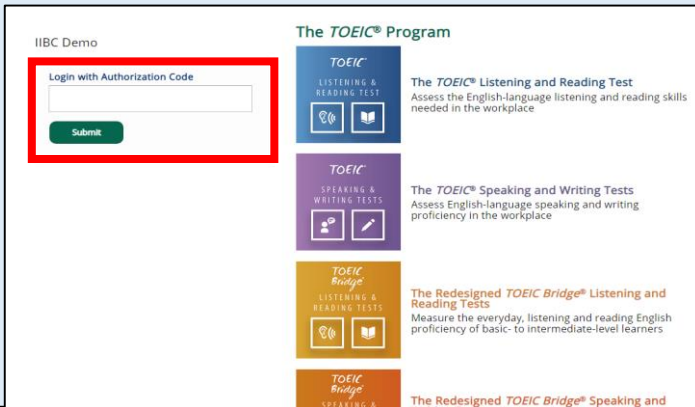 IIBC Demo
Login with Authorization Code
Submit
The TOEIC® Program
TOEIC®
LISTENING &
READING TEST
The TOEIC® Listening and Reading Test
Assess the English-language listening and reading skills
needed in the workplace
TOEIC®
SPEAKING &
WRITING TESTS
The TOEIC® Speaking and Writing Tests
Assess English-language speaking and writing
proficiency in the workplace
TOEIC
Bridge®
LISTENING &
READING TESTS
The Redesigned TOEIC Bridge® Listening and
Reading Tests
Measure the everyday, listening and reading English
proficiency of basic- to intermediate-level learners
TOEIC
Bridge®
SPEAKING &
The Redesigned TOEIC Bridge® Speaking and